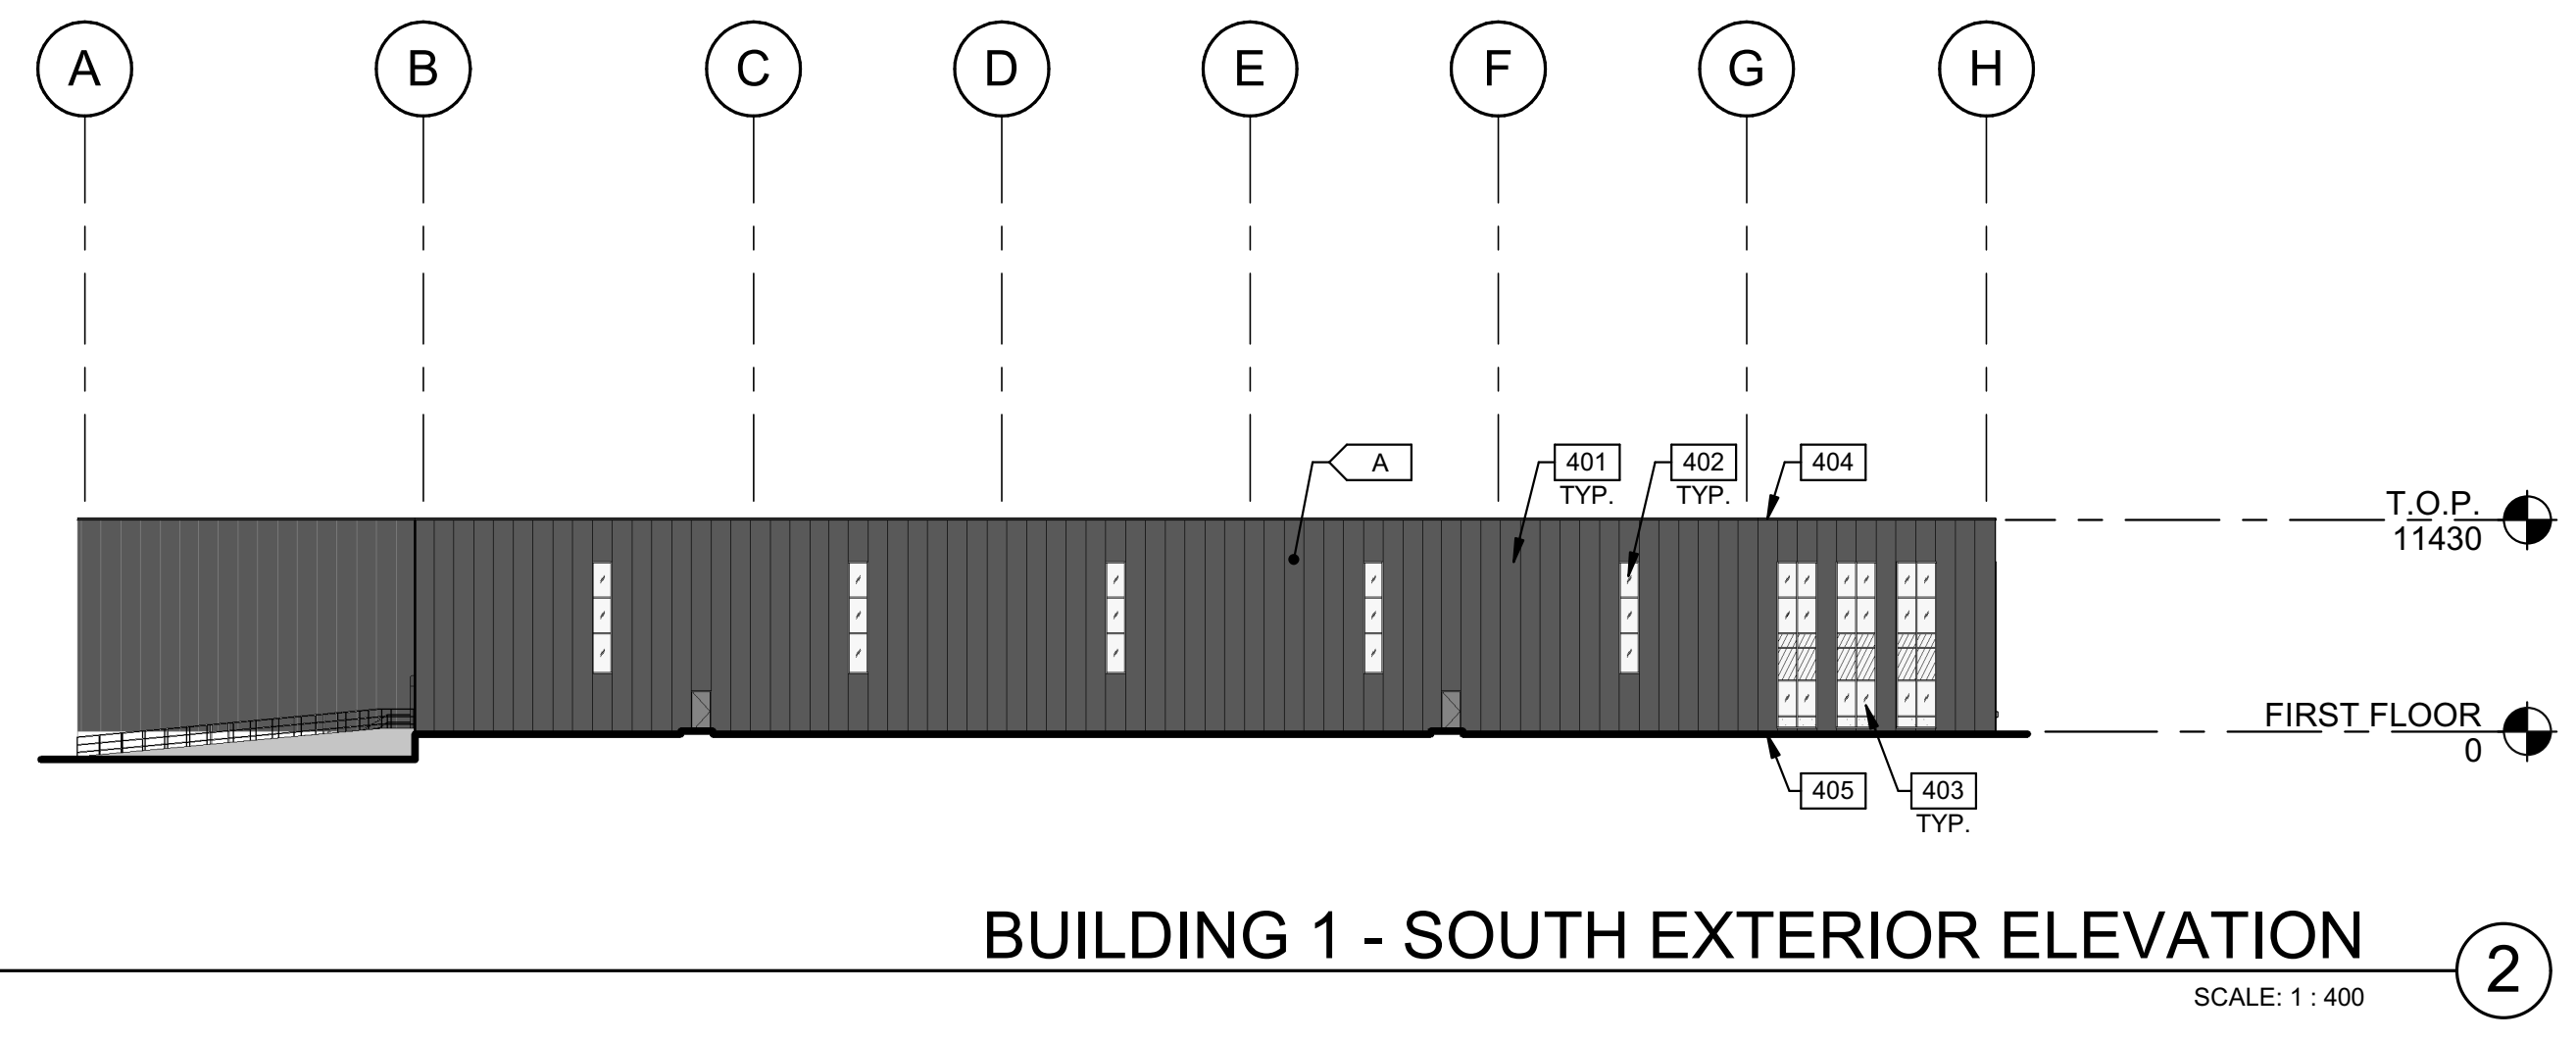 A B C D E F G H
A 401 402 404
TYP. TYP.
T.O.P.
11430
FIRST FLOOR
0
405 403
TYP.
BUILDING 1 - SOUTH EXTERIOR ELEVATION
2
SCALE: 1 : 400